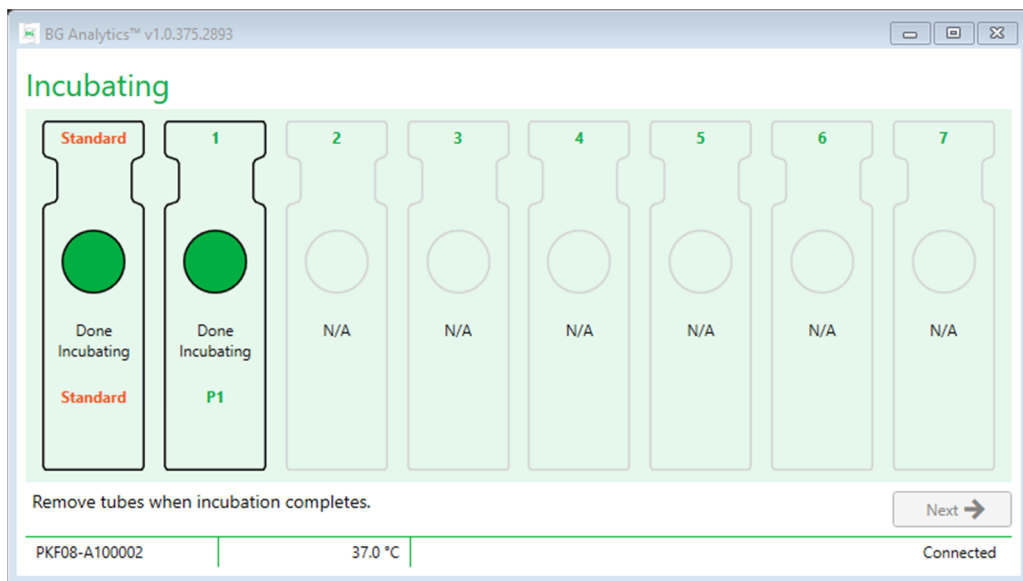 BG Analytics™ v1.0.375.2893
Incubating
Standard 1 2 3 4 5 6 7
Done Done N/A N/A N/A N/A N/A N/A
Incubating Incubating
Standard P1
Remove tubes when incubation completes.
Next
PKF08-A100002 37.0 °C Connected